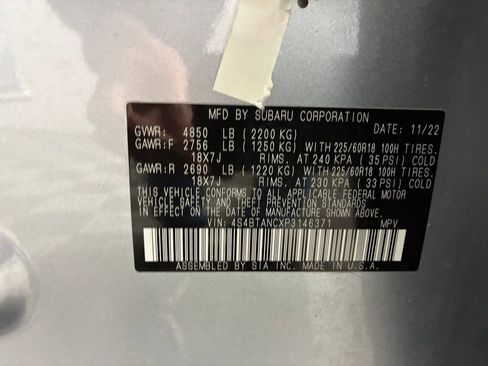 MFD. BY SUBARU CORPORATION
GVWR: 4850 LB (2200 KG) DATE: 11/22
GAWR:F 2756 LB (1250 KG) WITH 225/60R18 100H TIRES
18X7J RIMS, AT 240 KPA (35 PSI) COLD
GAWR:R 2690 LB (1220 KG) WITH 225/60R18 100H TIRES
18X7J RIMS, AT 230 KPA (33 PSI) COLD
THIS VEHICLE CONFORMS TO ALL APPLICABLE FEDERAL MOTOR
VEHICLE SAFETY AND THEFT PREVENTION STANDARDS IN EFFECT
ON THE DATE OF MANUFACTURE SHOWN ABOVE.
VIN: 4S4BTANCXP3146371 MPV
ASSEMBLED BY SIA INC. MADE IN U.S.A.